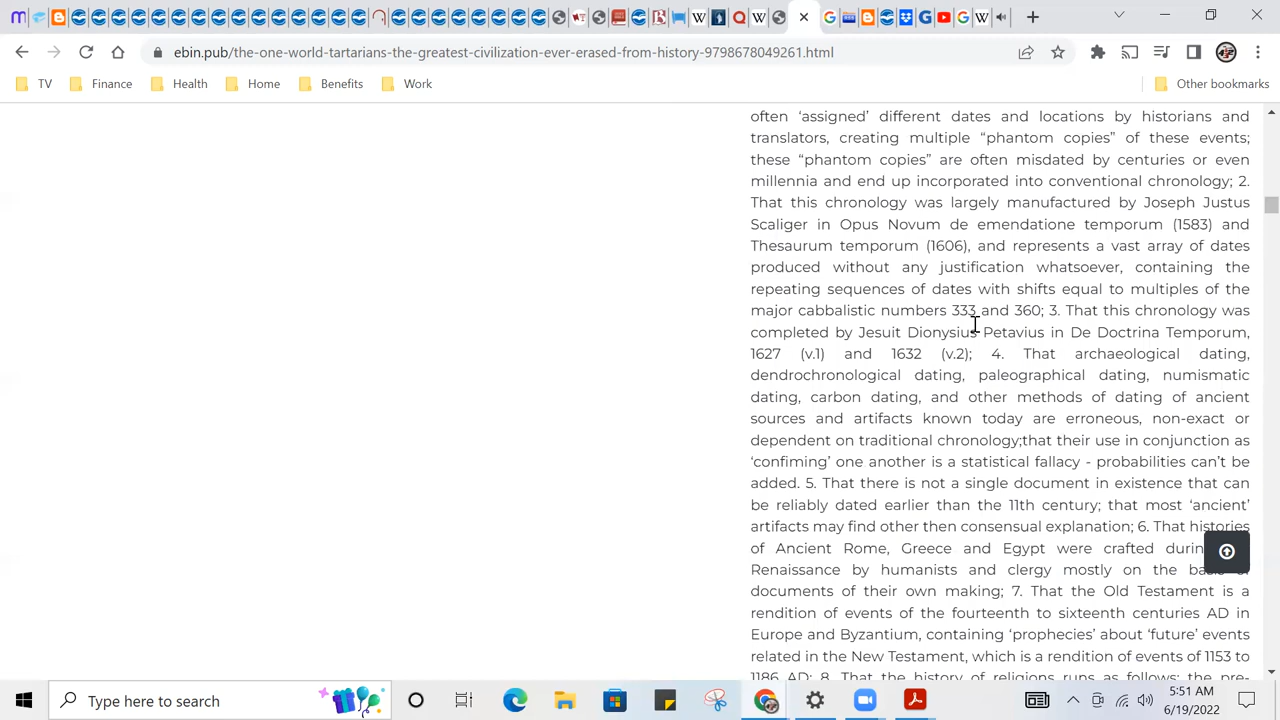 ebin.pub/the-one-world-tartarians-the-greatest-civilization-ever-erased-from-history-9798678049261.html
TV Finance Health Home Benefits Work Other bookmarks
often ‘assigned’ different dates and locations by historians and
translators, creating multiple “phantom copies” of these events;
these “phantom copies” are often misdated by centuries or even
millennia and end up incorporated into conventional chronology; 2.
That this chronology was largely manufactured by Joseph Justus
Scaliger in Opus Novum de emendatione temporum (1583) and
Thesaurum temporum (1606), and represents a vast array of dates
produced without any justification whatsoever, containing the
repeating sequences of dates with shifts equal to multiples of the
major cabbalistic numbers 333 and 360; 3. That this chronology was
completed by Jesuit Dionysius Petavius in De Doctrina Temporum,
1627 (v.1) and 1632 (v.2); 4. That archaeological dating,
dendrochronological dating, paleographical dating, numismatic
dating, carbon dating, and other methods of dating of ancient
sources and artifacts known today are erroneous, non-exact or
dependent on traditional chronology;that their use in conjunction as
‘confiming’ one another is a statistical fallacy - probabilities can’t be
added. 5. That there is not a single document in existence that can
be reliably dated earlier than the 11th century; that most ‘ancient’
artifacts may find other then consensual explanation; 6. That histories
of Ancient Rome, Greece and Egypt were crafted durin
Renaissance by humanists and clergy mostly on the
documents of their own making; 7. That the Old Testament is a
rendition of events of the fourteenth to sixteenth centuries AD in
Europe and Byzantium, containing ‘prophecies’ about ‘future’ events
related in the New Testament, which is a rendition of events of 1153 to
1186 AD; 8. That the history of religions runs as follows: the pre-
Type here to search
5:51 AM
6/19/2022